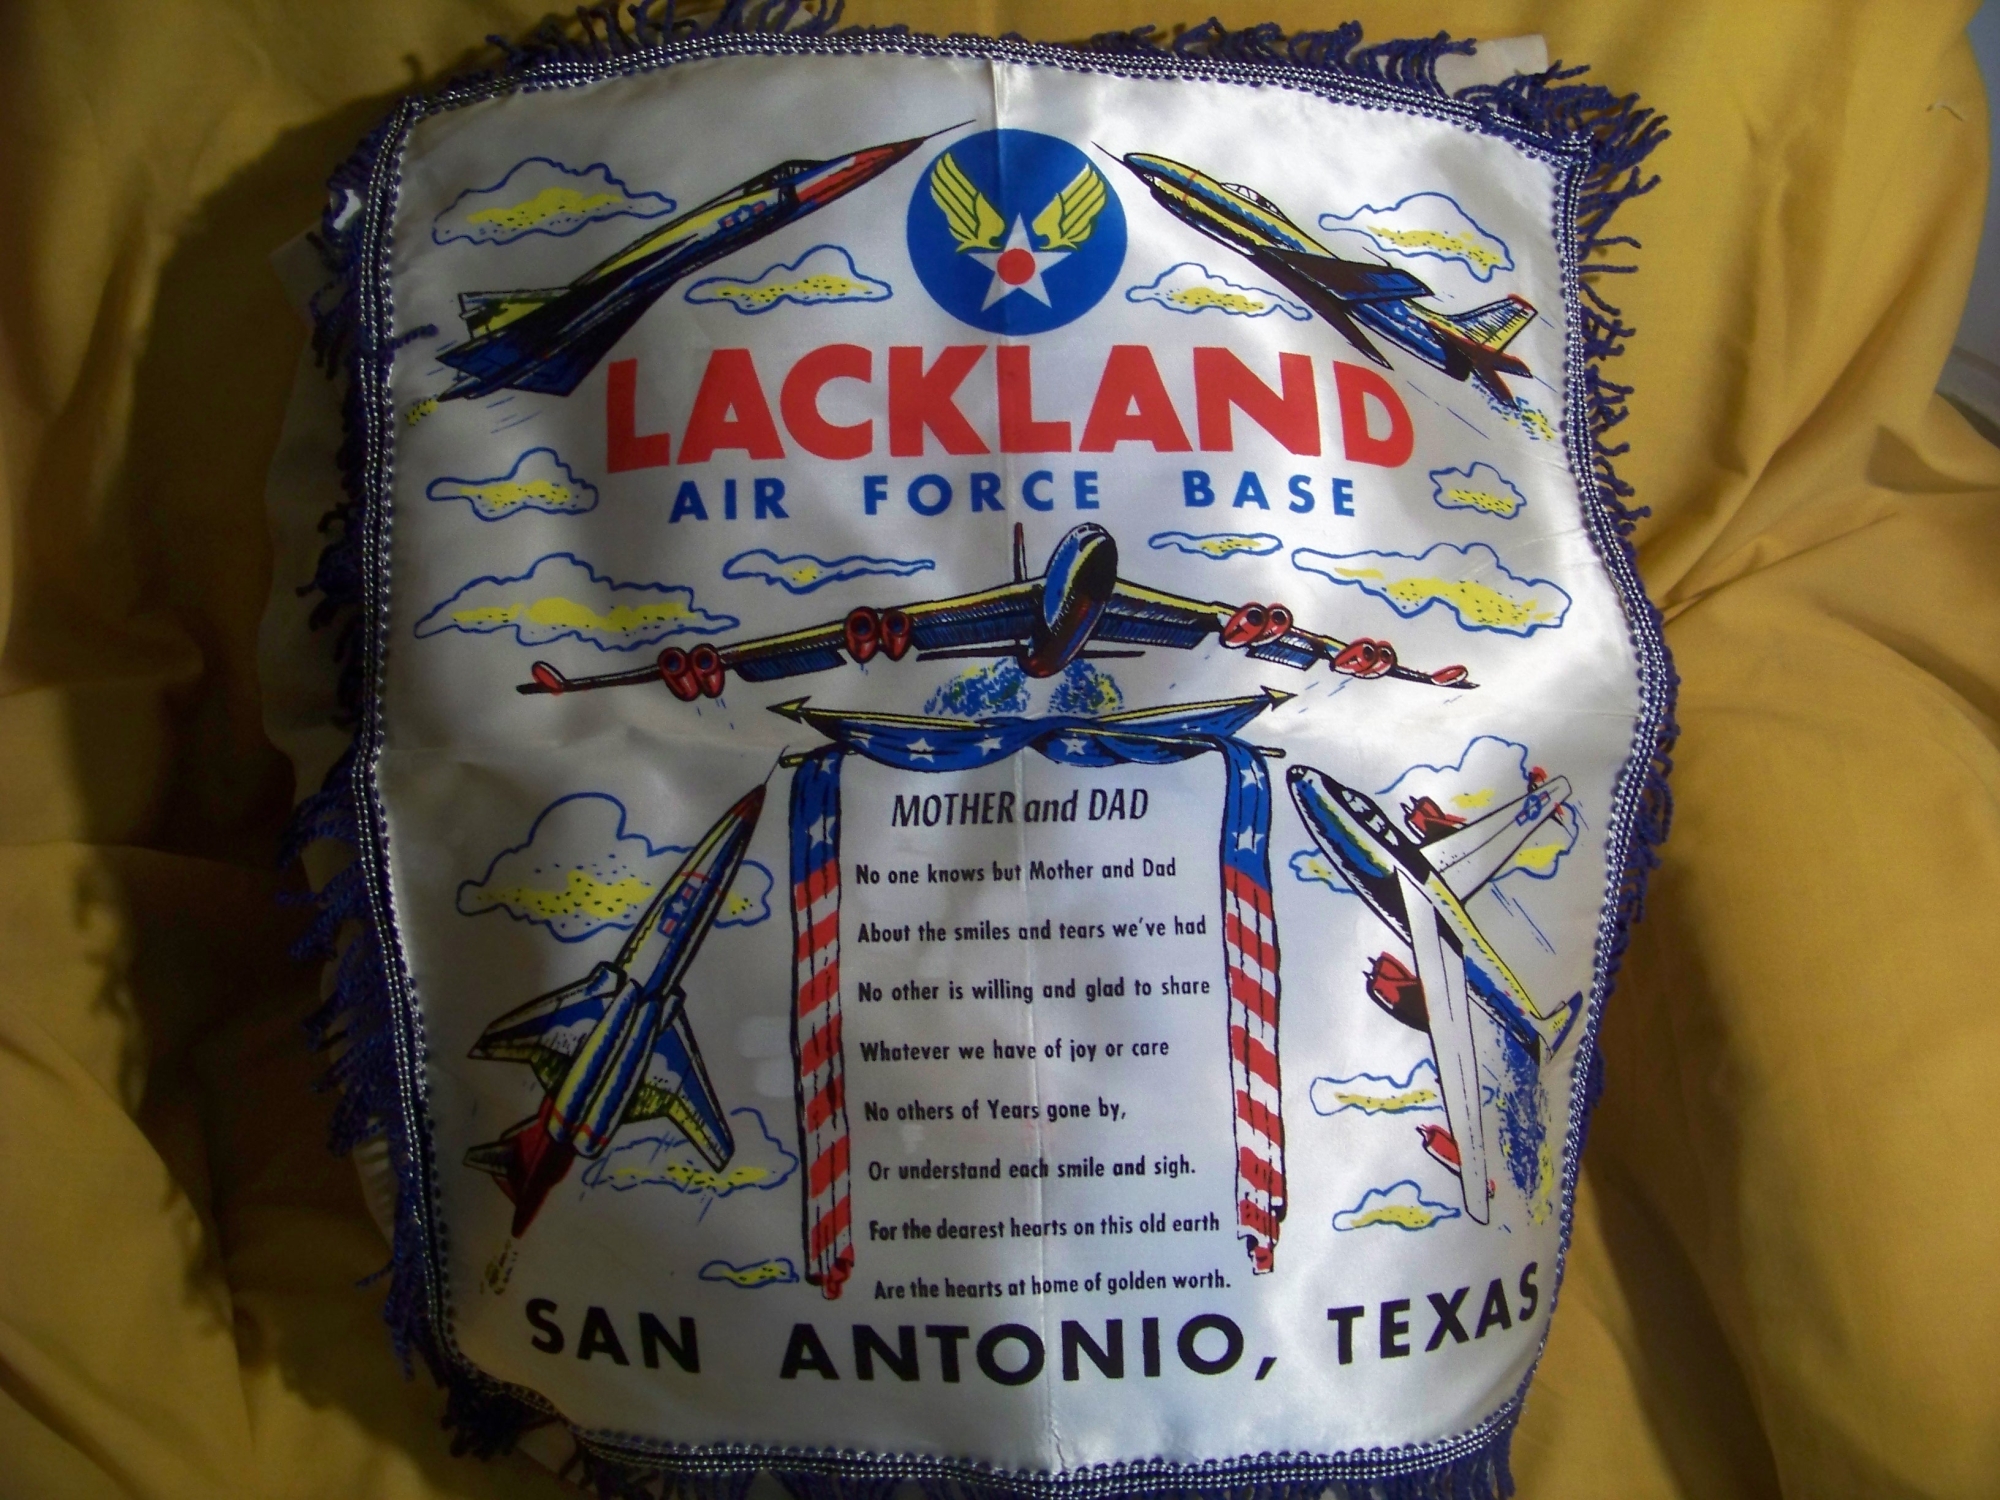 LACKLAND
AIR FORCE BASE
MOTHER and DAD
No one knows but Mother and Dad
About the smiles and tears we've had
No other is willing and glad to share
Whatever we have of joy or care
No others of Years gone by,
Or understand each smile and sigh.
For the dearest hearts on this old earth
Are the hearts at home of golden worth.
SAN ANTONIO, TEXAS